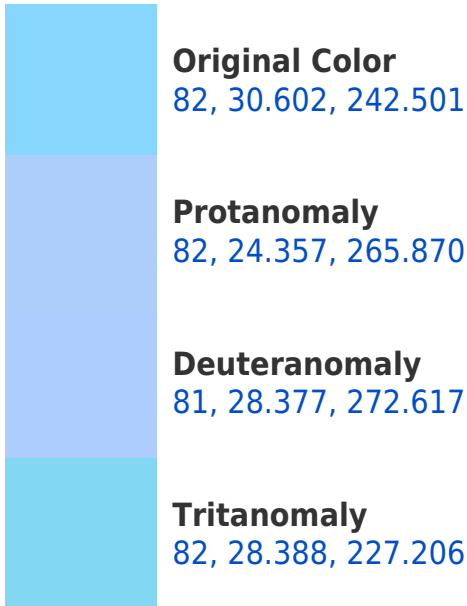 Original Color
82, 30.602, 242.501
Protanomaly
82, 24.357, 265.870
Deuteranomaly
81, 28.377, 272.617
Tritanomaly
82, 28.388, 227.206